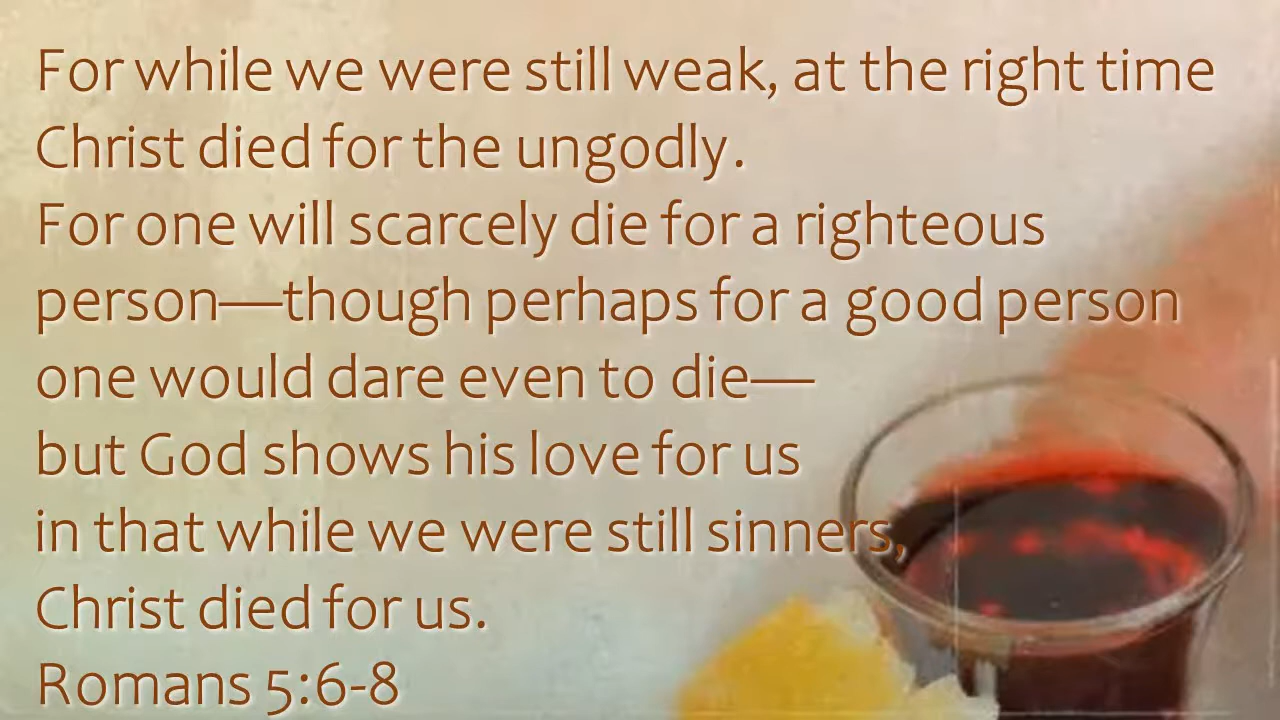 For while we were still weak, at the right time
Christ died for the ungodly.
For one will scarcely die for a righteous
person—though perhaps for a good person
one would dare even to die—
but God shows his love for us
in that while we were still sinners,
Christ died for us.
Romans 5:6-8